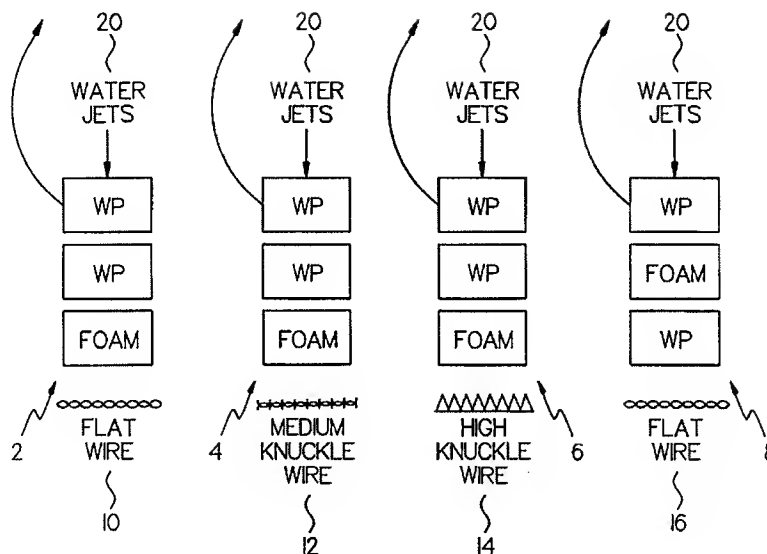 20 20 20 20
WATER WATER WATER WATER
JETS JETS JETS JETS
WP WP WP WP
WP WP WP FOAM
FOAM FOAM FOAM WP
2 FLAT 4 MEDIUM HIGH 6 FLAT 8
WIRE KNUCKLE KNUCKLE WIRE
WIRE WIRE
10 12 14 16